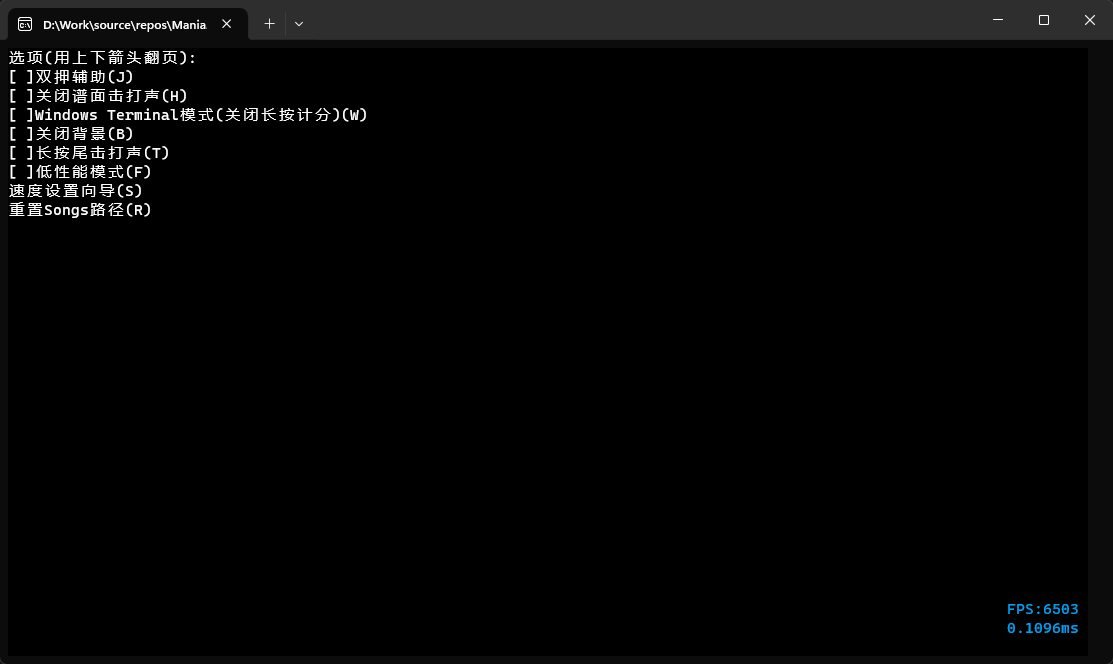 D:\Work\source\repos\Mania
选项(用上下箭头翻页):
[ ]双押辅助(J)
[ ]关闭谱面击打声(H)
[ ]Windows Terminal模式(关闭长按计分)(W)
[ ]关闭背景(B)
[ ]长按尾击打声(T)
[ ]低性能模式(F)
速度设置向导(S)
重置Songs路径(R)
FPS:6503
0.1096ms